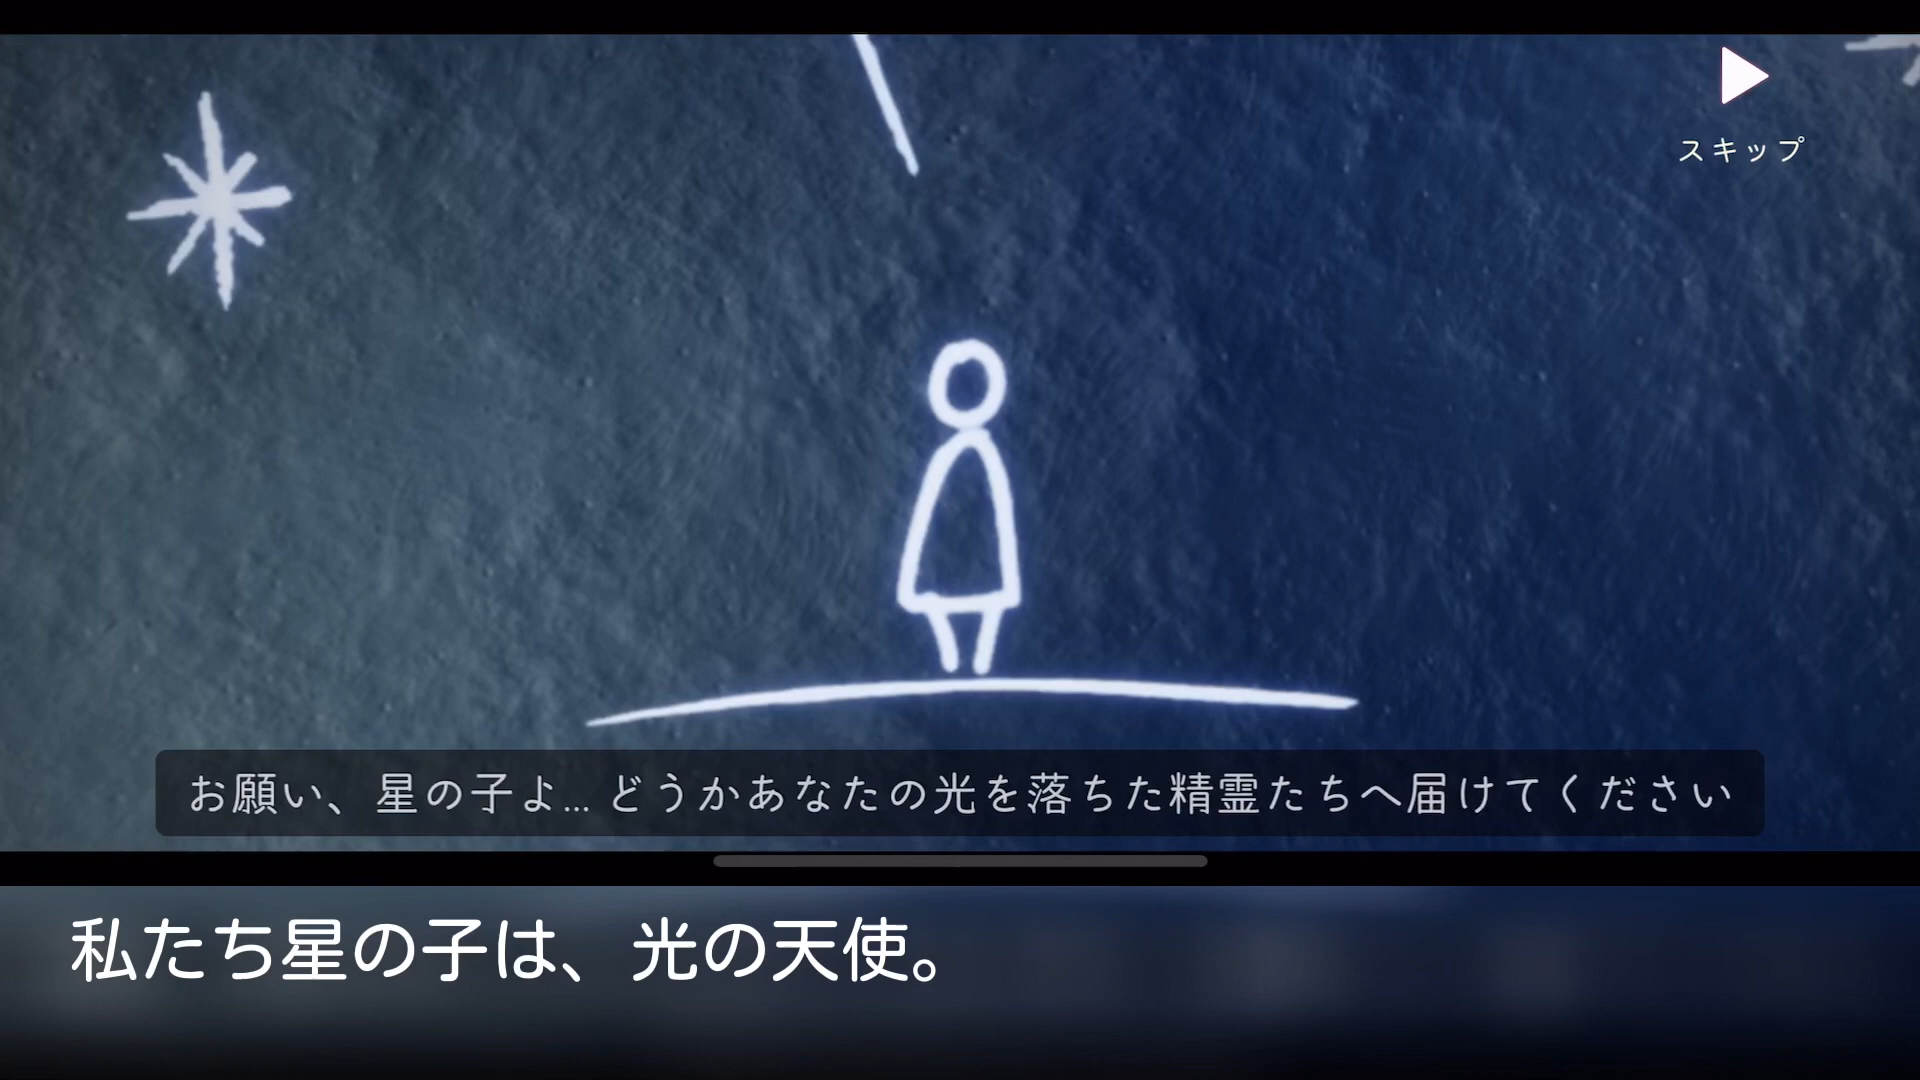 スキップ
お願い、星の子よ... どうかあなたの光を落ちた精霊たちへ届けてください
私たち星の子は、光の天使。